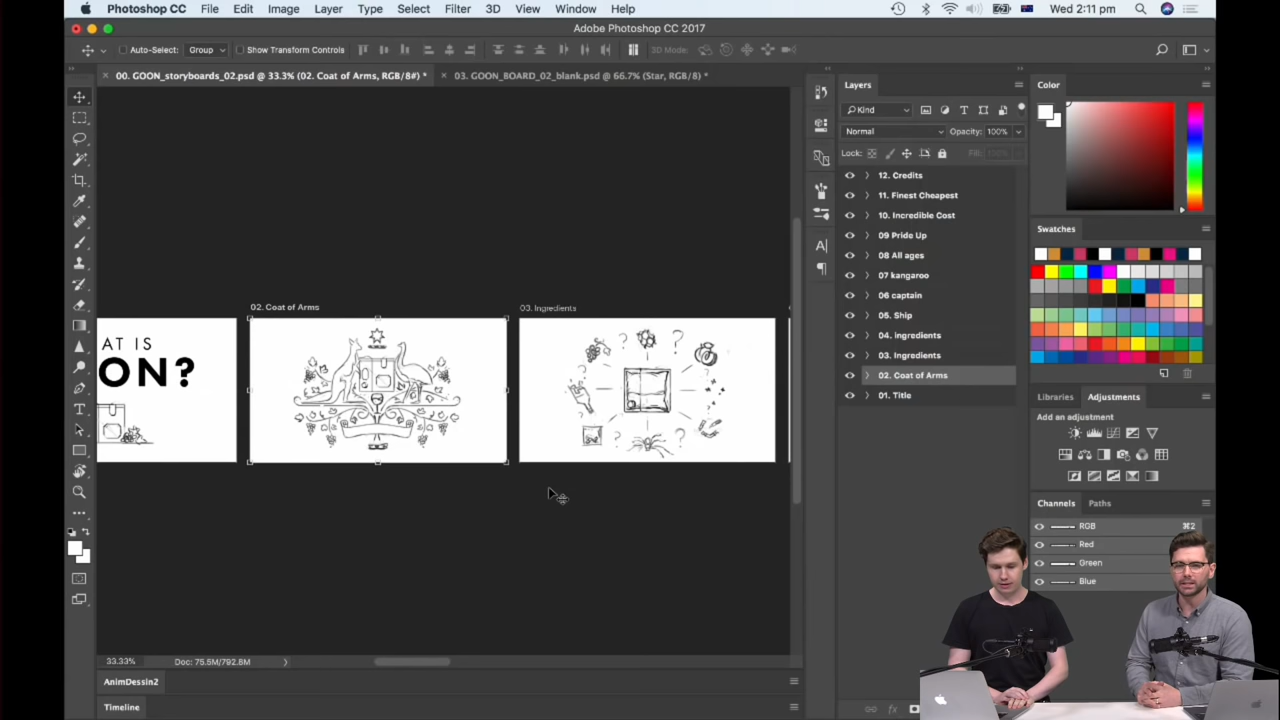 Photoshop CC File Edit Image Layer Type Select Filter 3D View Window Help Wed 2:11 pm
Adobe Photoshop CC 2017
Auto-Select: Group Show Transform Controls 3D Mode:
00. GOON_storyboards_02.psd @ 33.3% (02. Coat of Arms, RGB/8#) *
03. GOON_BOARD_02_blank.psd @ 66.7% (Star, RGB/8) *
Layers
Kind
Normal Opacity: 100%
Lock: Fill: 100%
12. Credits
11. Finest Cheapest
10. Incredible Cost
09 Pride Up
08 All ages
07 kangaroo
06 captain
05. Ship
04. Ingredients
03. Ingredients
02. Coat of Arms
01. Title
Color
Swatches
Libraries Adjustments
Add an adjustment
Channels Paths
RGB ⌘2
Red
Green
Blue
02. Coat of Arms
03. Ingredients
AT IS
ON?
? ?
? ?
33.33% Doc: 75.5M/792.8M
AnimDessin2
Timeline